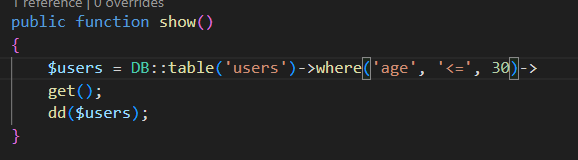 1 reference | 0 overrides
public function show()
{
$users = DB::table('users')->where('age', '<=', 30)->
get();
dd($users);
}